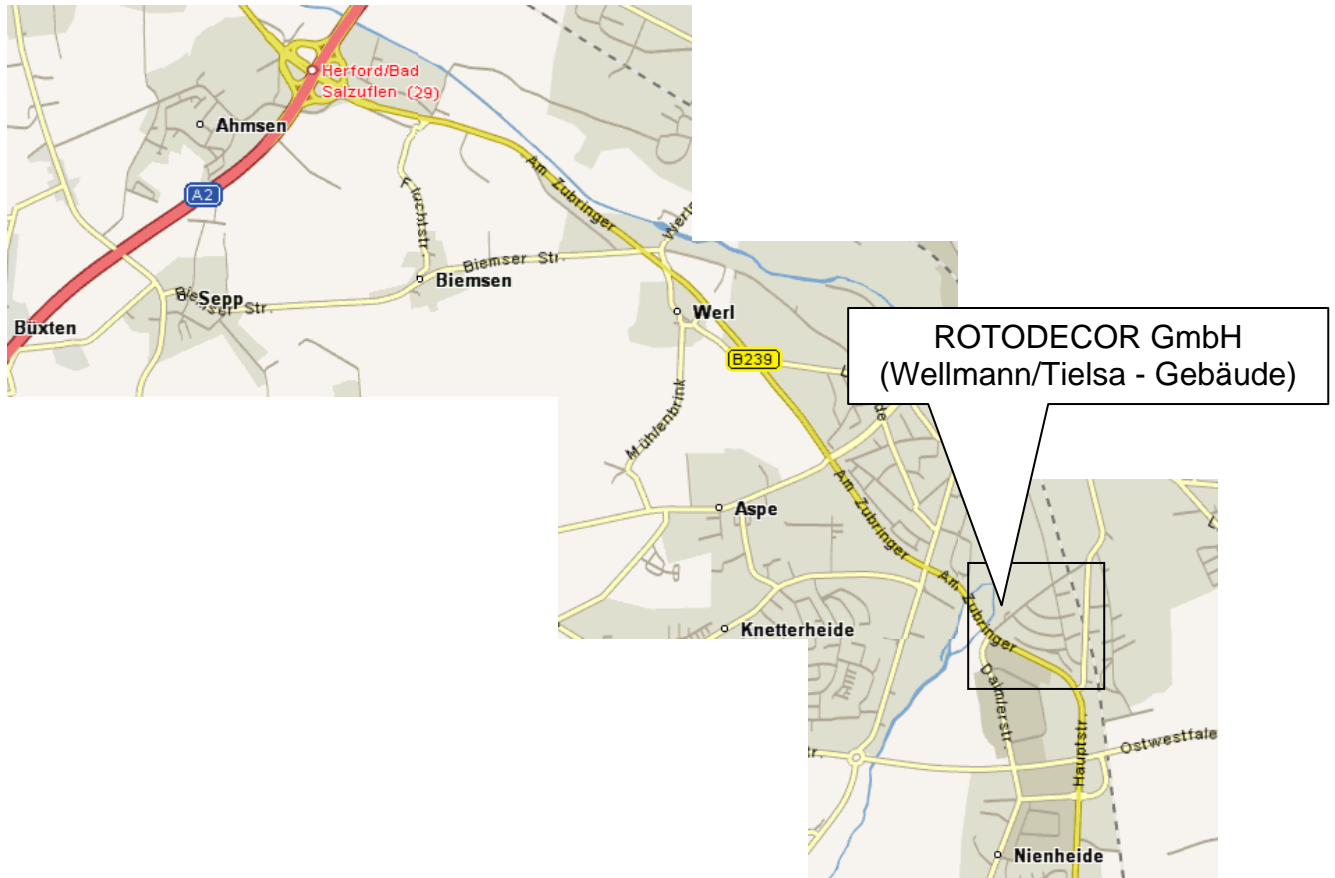 Herford/Bad
Salzuflen (29)
Ahmsen
A2
Am Zubringer
Fluchtstr.
Biemser Str.
Biemsen
Sepp
Biemser Str.
Büxten
Werl
B239
ROTODECOR GmbH
(Wellmann/Tielsa - Gebäude)
Mühlenbrink
Am Zubringer
Aspe
Am Zubringer
Knetterheide
Daimlerstr.
Hauptstr.
Ostwestfale
Nienheide